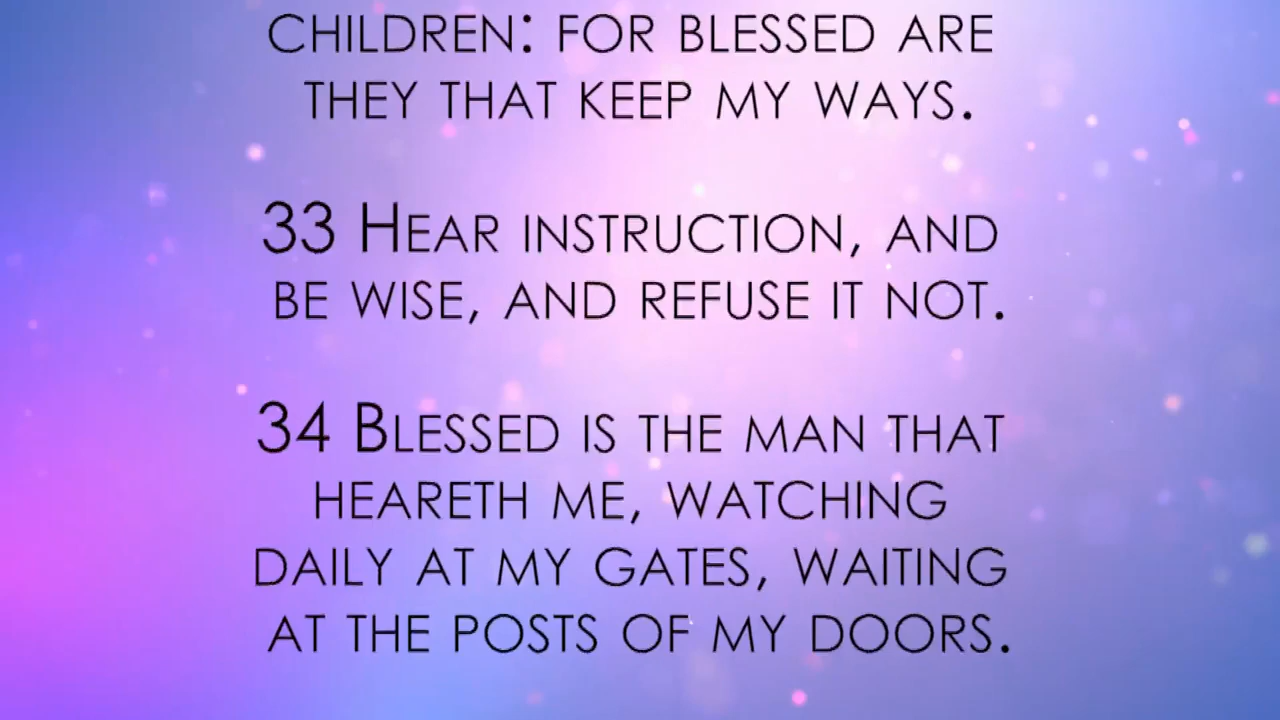 CHILDREN: FOR BLESSED ARE
THEY THAT KEEP MY WAYS.
33 HEAR INSTRUCTION, AND
BE WISE, AND REFUSE IT NOT.
34 BLESSED IS THE MAN THAT
HEARETH ME, WATCHING
DAILY AT MY GATES, WAITING
AT THE POSTS OF MY DOORS.